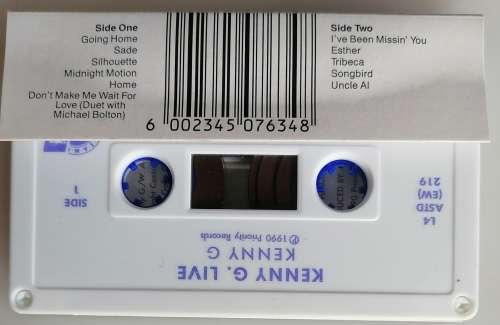 Side One
Going Home
Sade
Silhouette
Midnight Motion
Home
Don't Make Me Wait For
Love (Duet with
Michael Bolton)
Side Two
I've Been Missin' You
Esther
Tribeca
Songbird
Uncle Al
6 002345 076348
SIDE
1
L4
ASTD
(EW)
219
℗ 1990 Priority Records
KENNY G
KENNY G. LIVE